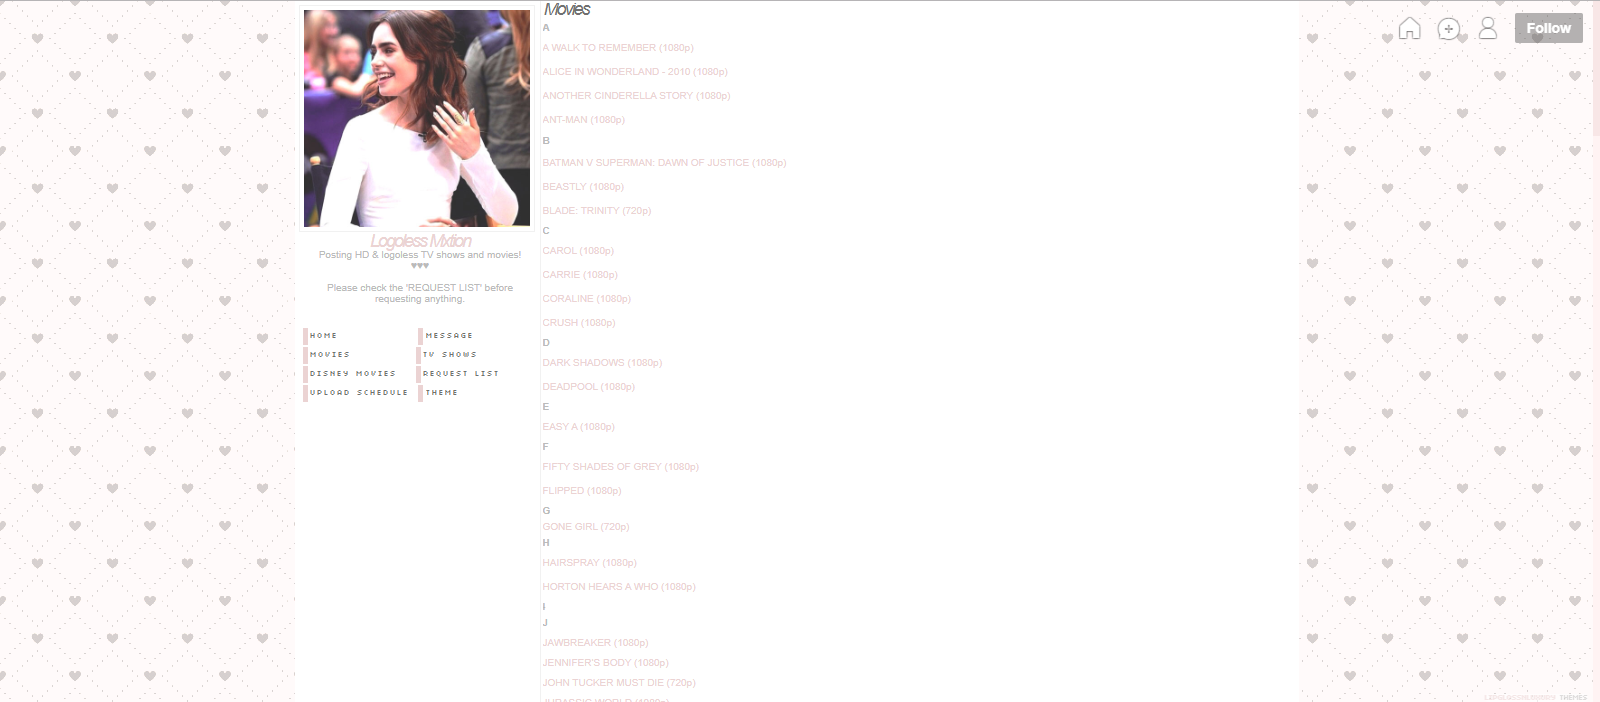 Logoless Mxtion
Posting HD & logoless TV shows and movies!
♥♥♥
Please check the 'REQUEST LIST' before
requesting anything.
HOME
MESSAGE
MOVIES
TV SHOWS
DISNEY MOVIES
REQUEST LIST
UPLOAD SCHEDULE
THEME
Movies
A
A WALK TO REMEMBER (1080p)
ALICE IN WONDERLAND - 2010 (1080p)
ANOTHER CINDERELLA STORY (1080p)
ANT-MAN (1080p)
B
BATMAN V SUPERMAN: DAWN OF JUSTICE (1080p)
BEASTLY (1080p)
BLADE: TRINITY (720p)
C
CAROL (1080p)
CARRIE (1080p)
CORALINE (1080p)
CRUSH (1080p)
D
DARK SHADOWS (1080p)
DEADPOOL (1080p)
E
EASY A (1080p)
F
FIFTY SHADES OF GREY (1080p)
FLIPPED (1080p)
G
GONE GIRL (720p)
H
HAIRSPRAY (1080p)
HORTON HEARS A WHO (1080p)
I
J
JAWBREAKER (1080p)
JENNIFER'S BODY (1080p)
JOHN TUCKER MUST DIE (720p)
JURASSIC WORLD (1080p)
Follow
THEMES